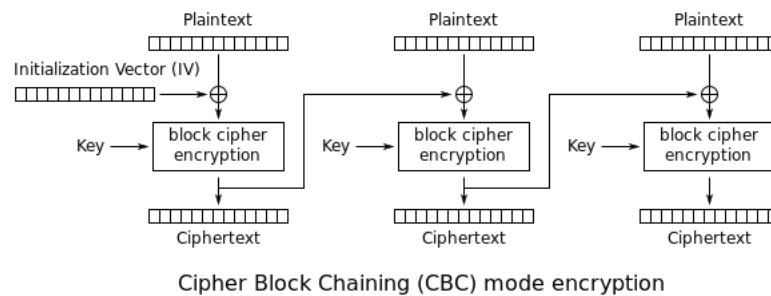 Plaintext
Plaintext
Plaintext
Initialization Vector (IV)
Key
block cipher
encryption
Key
block cipher
encryption
Key
block cipher
encryption
Ciphertext
Ciphertext
Ciphertext
Cipher Block Chaining (CBC) mode encryption